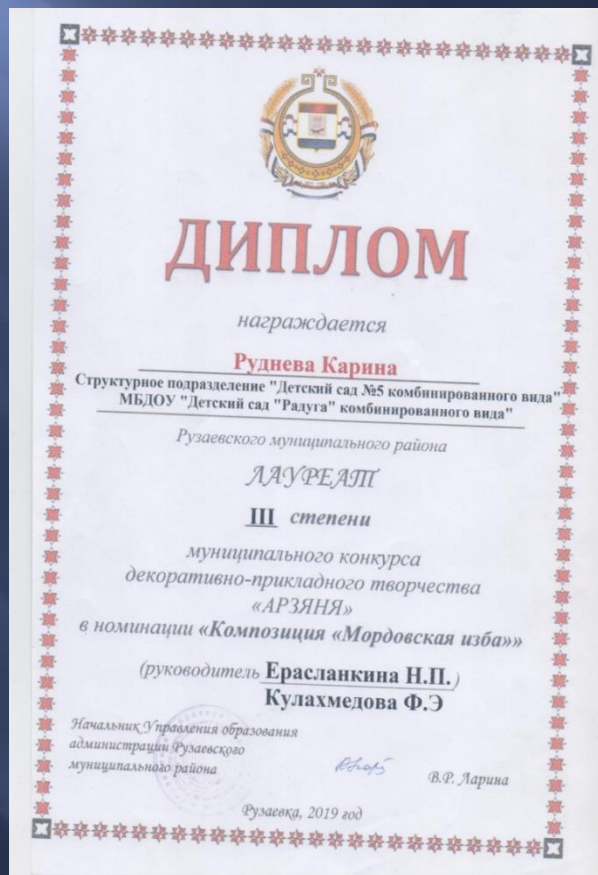 ДИПЛОМ
награждается
Руднева Карина
Структурное подразделение "Детский сад №5 комбинированного вида"
МБДОУ "Детский сад "Радуга" комбинированного вида"
Рузаевского муниципального района
ЛАУРЕАТ
III степени
муниципального конкурса
декоративно-прикладного творчества
«АРЗЯНЯ»
в номинации «Композиция «Мордовская изба»»
(руководитель Ерасланкина Н.П.)
Кулахмедова Ф.Э
Начальник Управления образования
администрации Рузаевского
муниципального района
В.Р. Ларина
Рузаевка, 2019 год